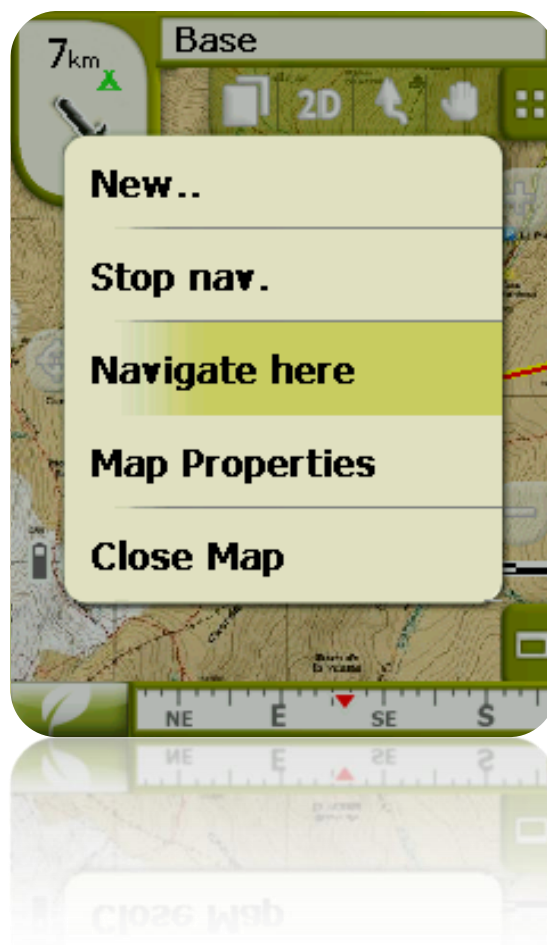 7km
Base
2D
New..
Stop nav.
Navigate here
Map Properties
Close Map
NE E SE S